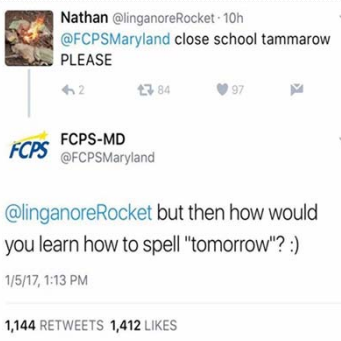 Nathan @linganoreRocket · 10h
@FCPSMaryland close school tammarow
PLEASE
2 84 97
FCPS
FCPS-MD
@FCPSMaryland
@linganoreRocket but then how would
you learn how to spell "tomorrow"? :)
1/5/17, 1:13 PM
1,144 RETWEETS 1,412 LIKES